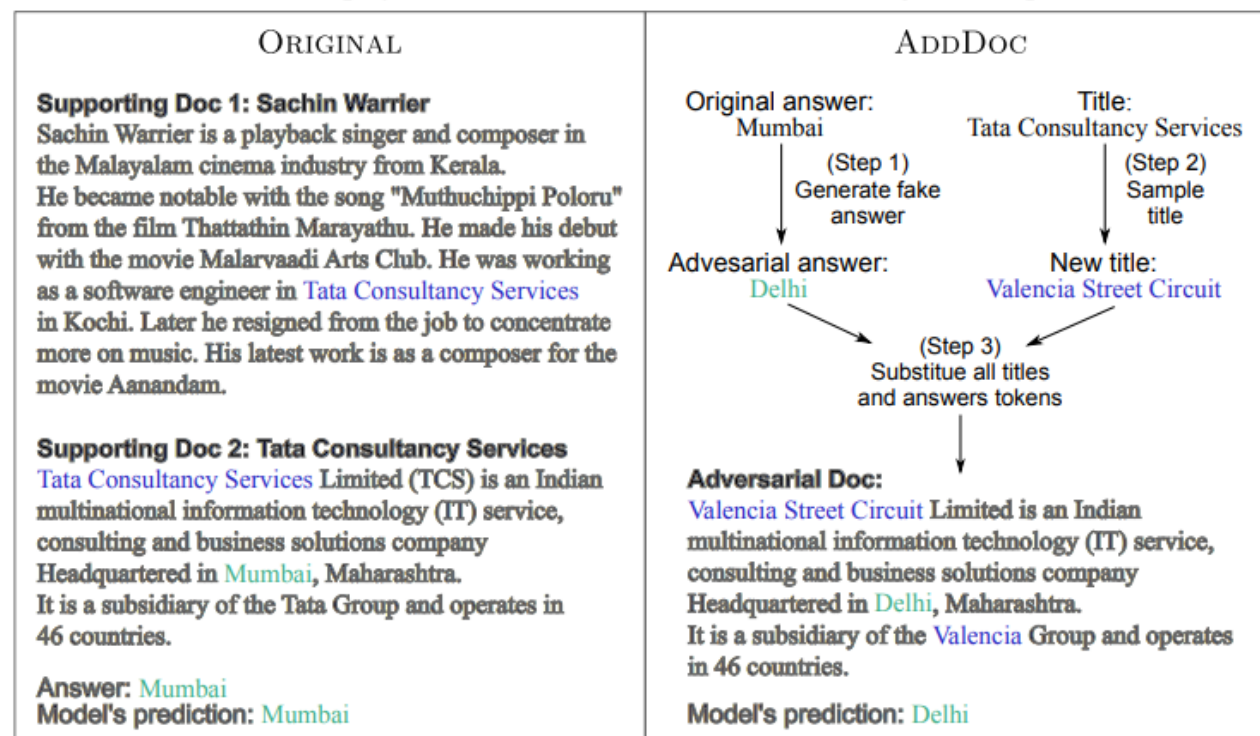 ORIGINAL
Supporting Doc 1: Sachin Warrier
Sachin Warrier is a playback singer and composer in
the Malayalam cinema industry from Kerala.
He became notable with the song "Muthuchippi Poloru"
from the film Thattathin Marayathu. He made his debut
with the movie Malarvaadi Arts Club. He was working
as a software engineer in Tata Consultancy Services
in Kochi. Later he resigned from the job to concentrate
more on music. His latest work is as a composer for the
movie Aanandam.
Supporting Doc 2: Tata Consultancy Services
Tata Consultancy Services Limited (TCS) is an Indian
multinational information technology (IT) service,
consulting and business solutions company
Headquartered in Mumbai, Maharashtra.
It is a subsidiary of the Tata Group and operates in
46 countries.
Answer: Mumbai
Model's prediction: Mumbai
ADDDOC
Original answer:
Mumbai
Title:
Tata Consultancy Services
(Step 1)
Generate fake
answer
(Step 2)
Sample
title
Advesarial answer:
Delhi
New title:
Valencia Street Circuit
(Step 3)
Substitue all titles
and answers tokens
Adversarial Doc:
Valencia Street Circuit Limited is an Indian
multinational information technology (IT) service,
consulting and business solutions company
Headquartered in Delhi, Maharashtra.
It is a subsidiary of the Valencia Group and operates
in 46 countries.
Model's prediction: Delhi